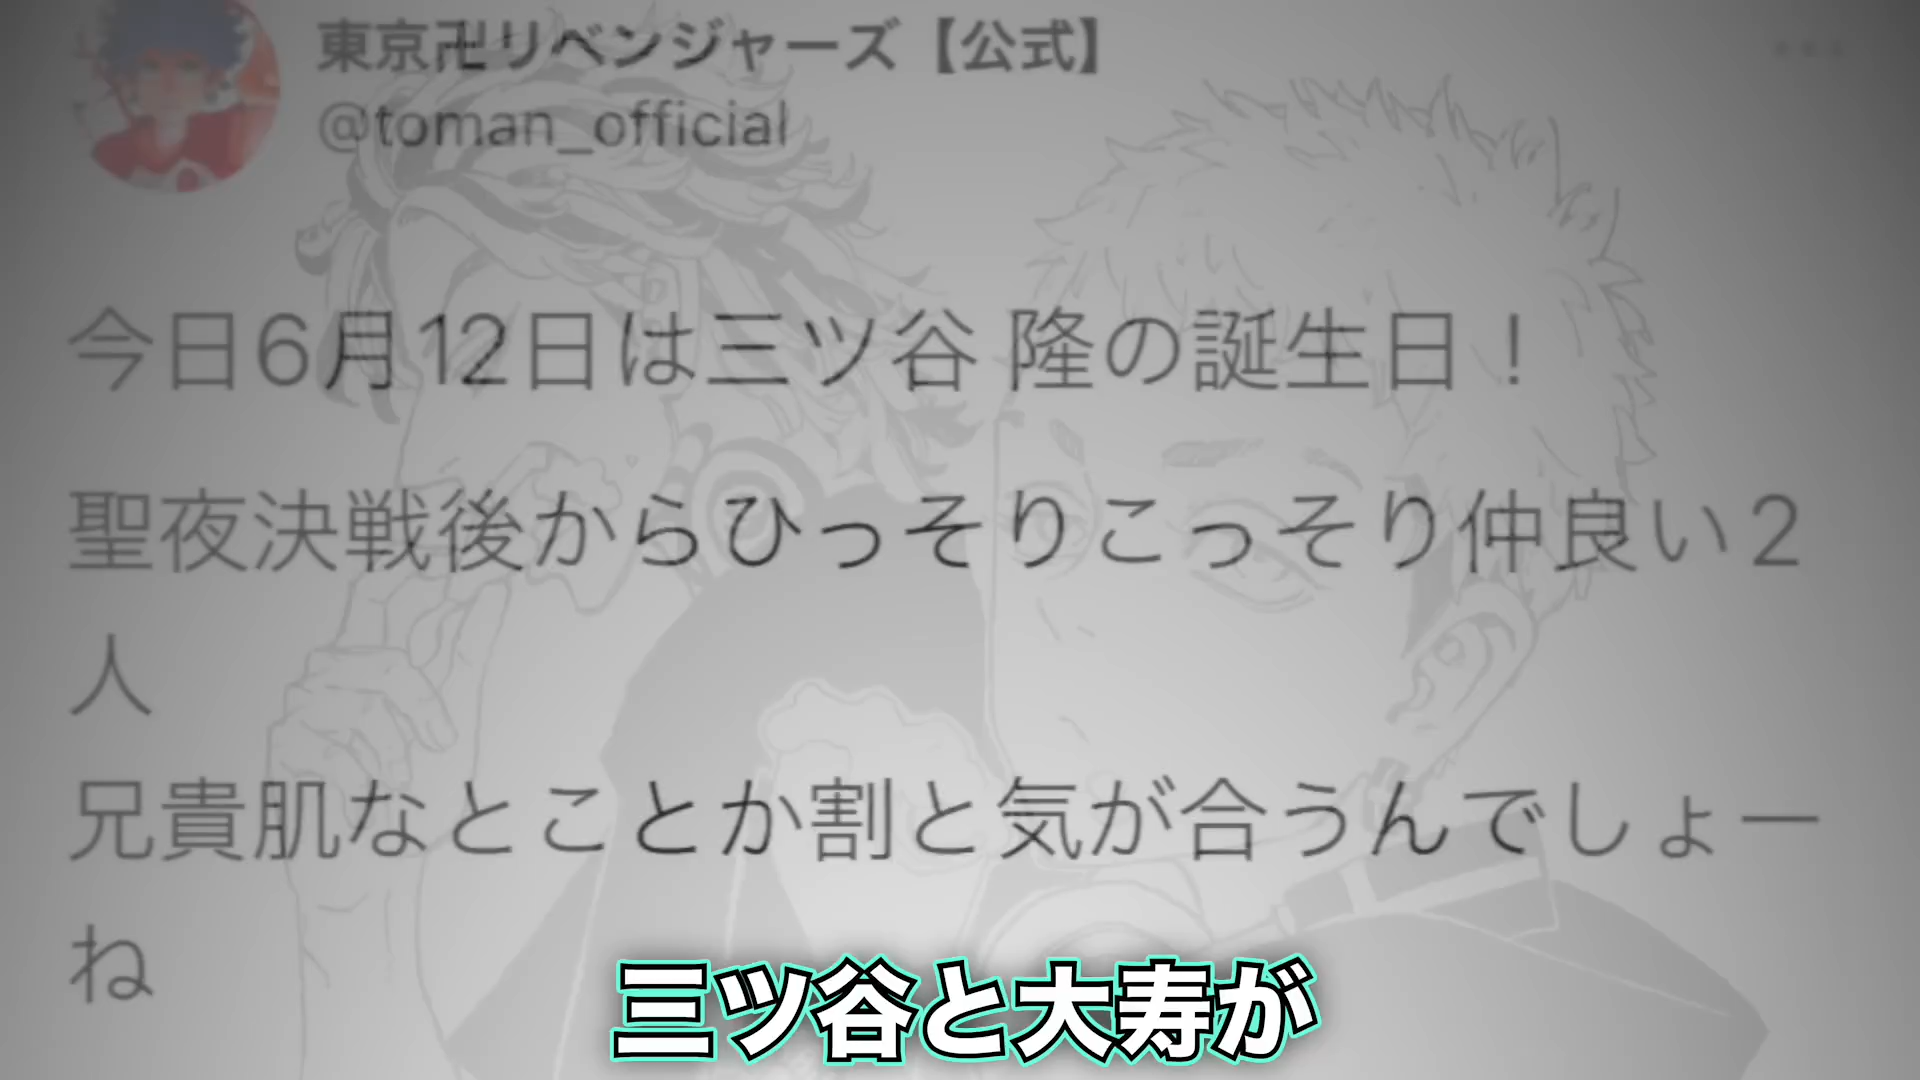 東京卍リベンジャーズ【公式】
@toman_official
今日6月12日は三ツ谷 隆の誕生日！
聖夜決戦後からひっそりこっそり仲良い２
人
兄貴肌なとことか割と気が合うんでしょー
ね
三ツ谷と大寿が